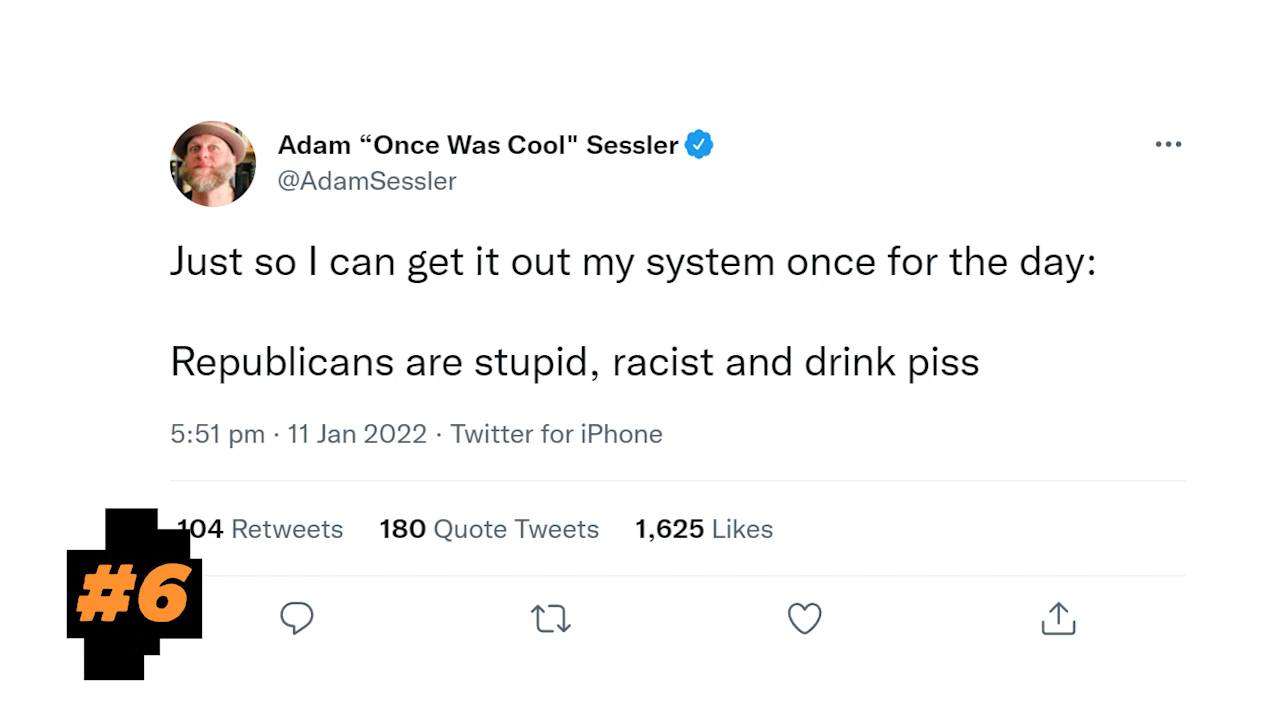 Adam “Once Was Cool" Sessler
@AdamSessler
Just so I can get it out my system once for the day:
Republicans are stupid, racist and drink piss
5:51 pm · 11 Jan 2022 · Twitter for iPhone
104 Retweets 180 Quote Tweets 1,625 Likes
#6